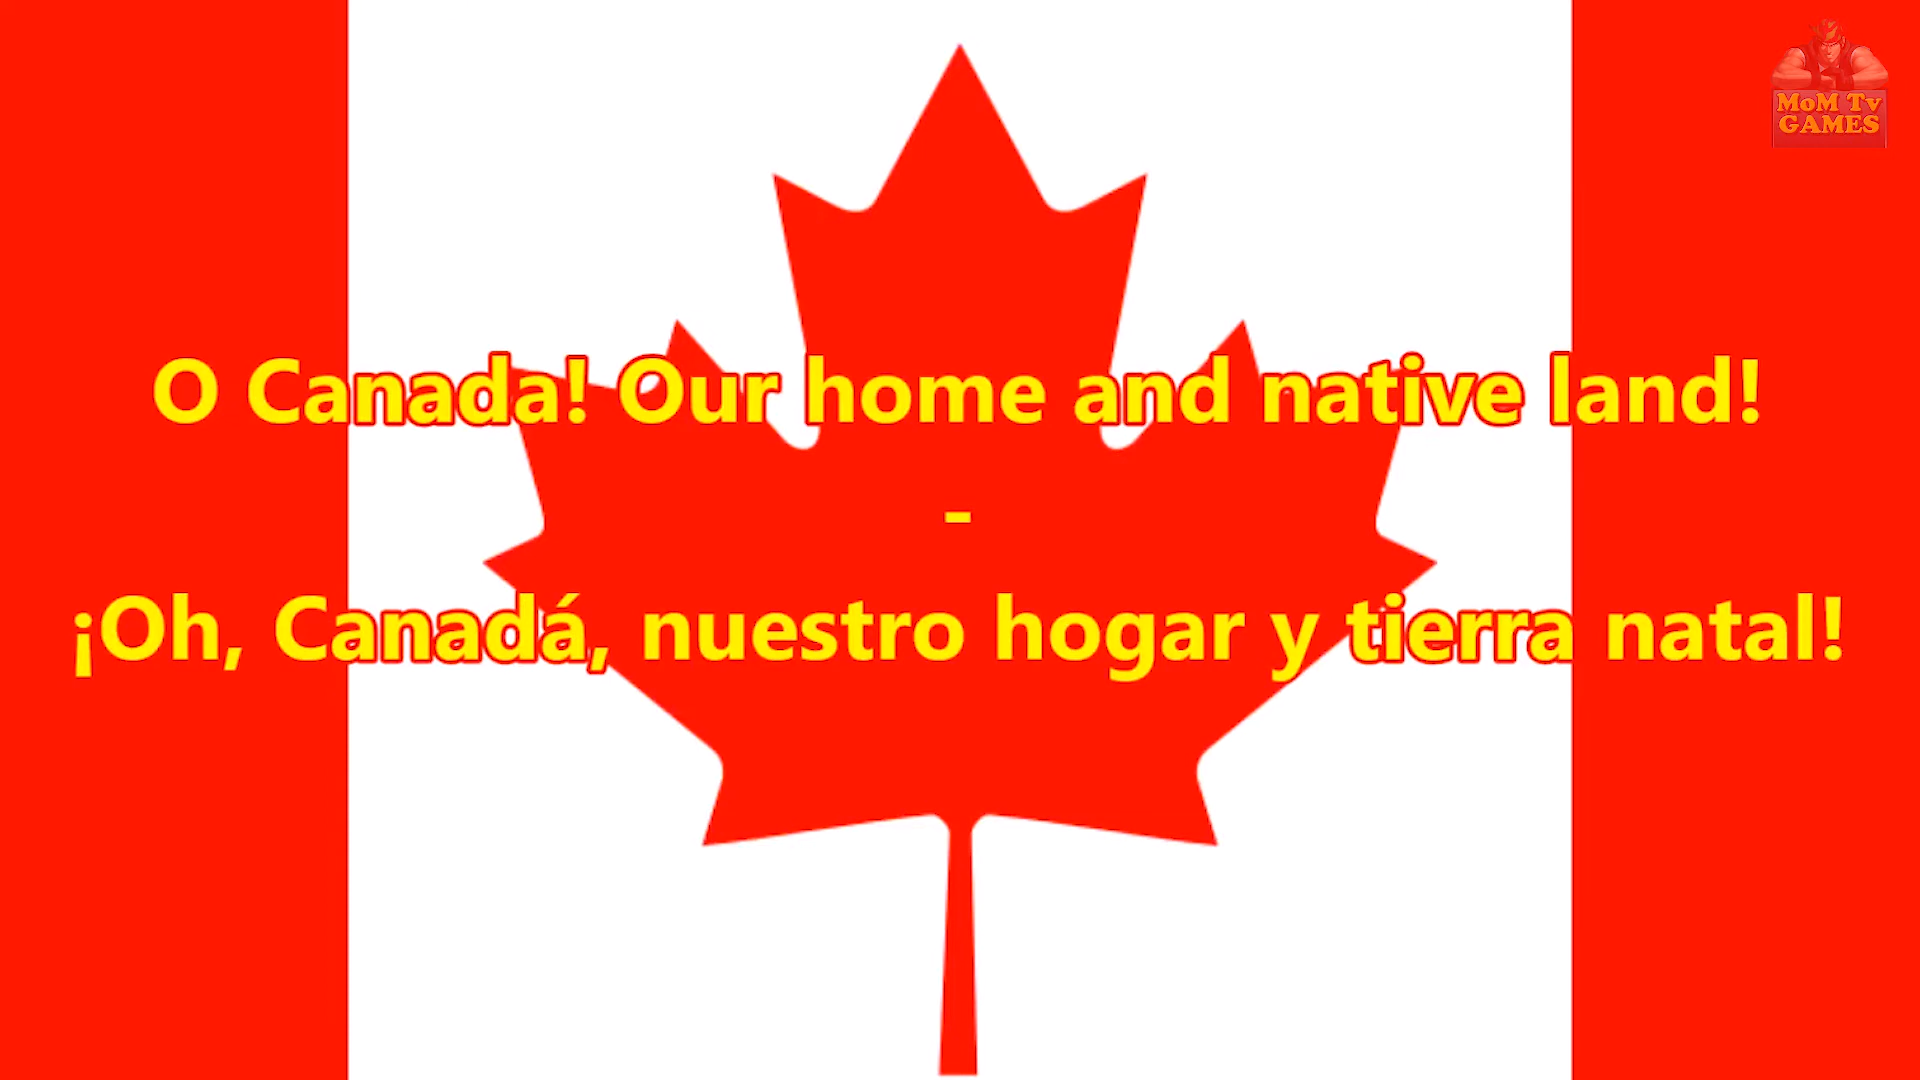 MoM Tv
GAMES
O Canada! Our home and native land!
-
¡Oh, Canadá, nuestro hogar y tierra natal!